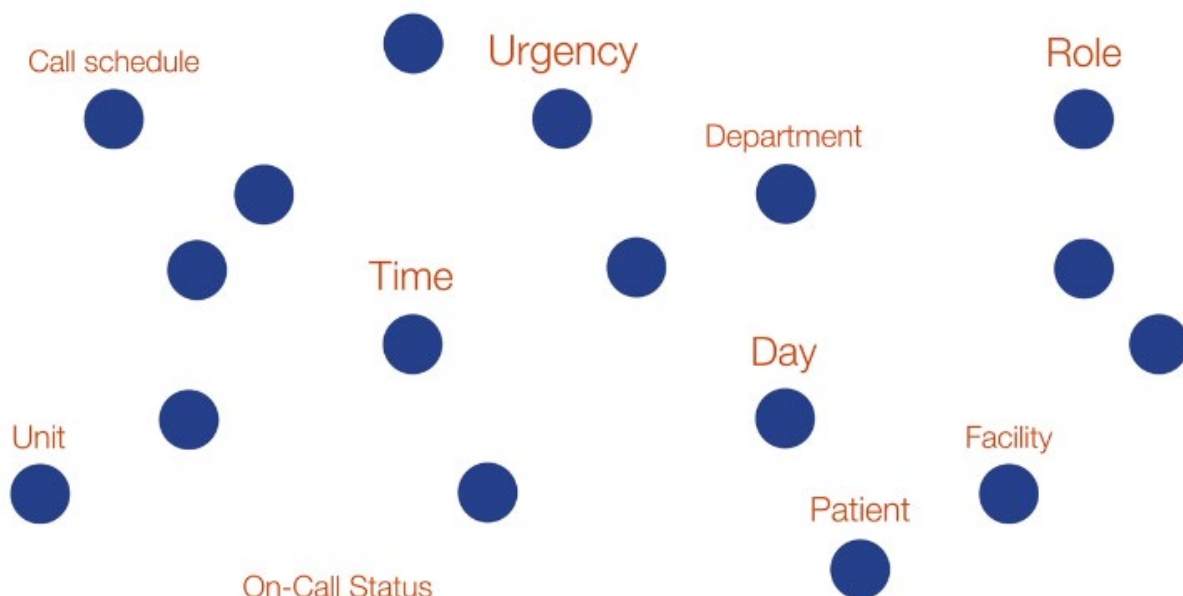 Urgency
Role
Call schedule
Department
Time
Day
Unit
Facility
Patient
On-Call Status